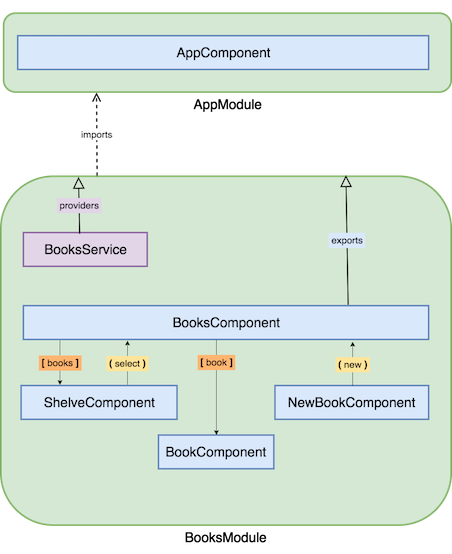 AppComponent
AppModule
imports
providers
BooksService
exports
BooksComponent
[ books ]
( select )
[ book ]
( new )
ShelveComponent
NewBookComponent
BookComponent
BooksModule